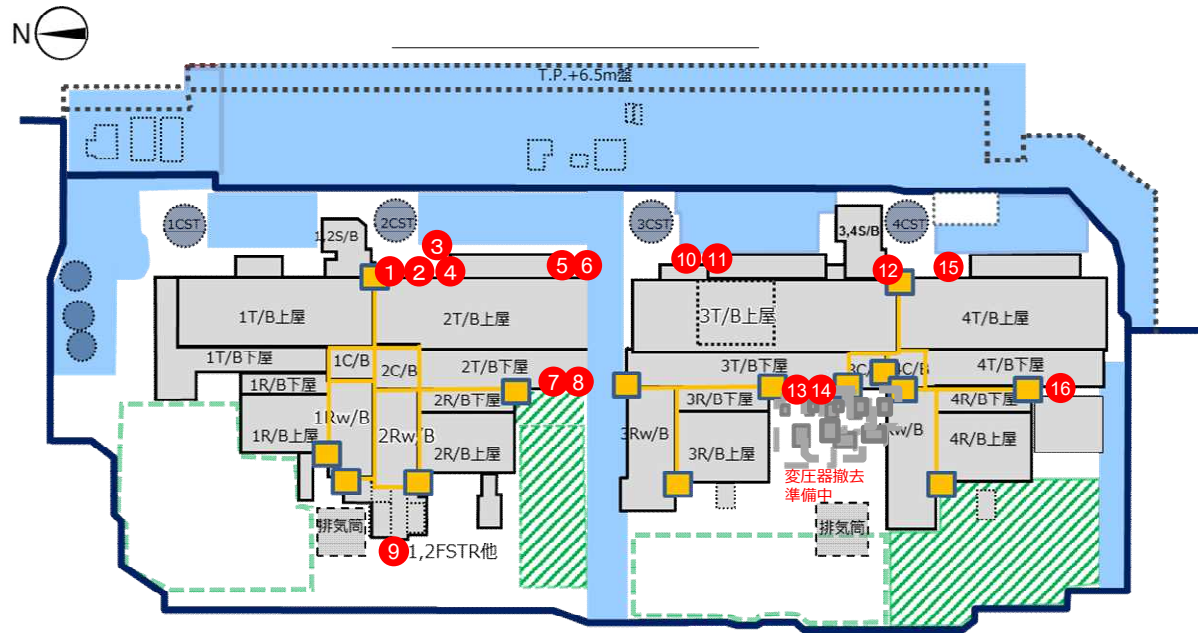 N
T.P.+6.5m盤
1CST
1,2S/B
2CST
3CST
3,4S/B
4CST
3
1
2
4
5
6
10
11
12
15
1T/B上屋
2T/B上屋
3T/B上屋
4T/B上屋
1T/B下屋
1C/B
2C/B
2T/B下屋
3T/B下屋
4C/B
4T/B下屋
1R/B下屋
7
8
13
14
16
2R/B下屋
3R/B下屋
4R/B下屋
1Rw/B
2Rw/B
3Rw/B
1R/B上屋
2R/B上屋
3R/B上屋
4R/B上屋
変圧器撤去
準備中
排気筒
排気筒
9
1,2FSTR他